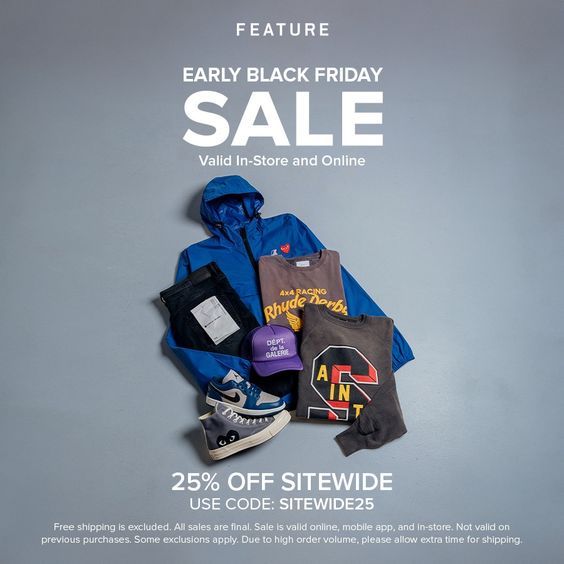 FEATURE
EARLY BLACK FRIDAY
SALE
Valid In-Store and Online
4x4 RACING
Rhude Derby
DÉPT.
de la
GALERIE
S
A
IN
T
25% OFF SITEWIDE
USE CODE: SITEWIDE25
Free shipping is excluded. All sales are final. Sale is valid online, mobile app, and in-store. Not valid on
previous purchases. Some exclusions apply. Due to high order volume, please allow extra time for shipping.